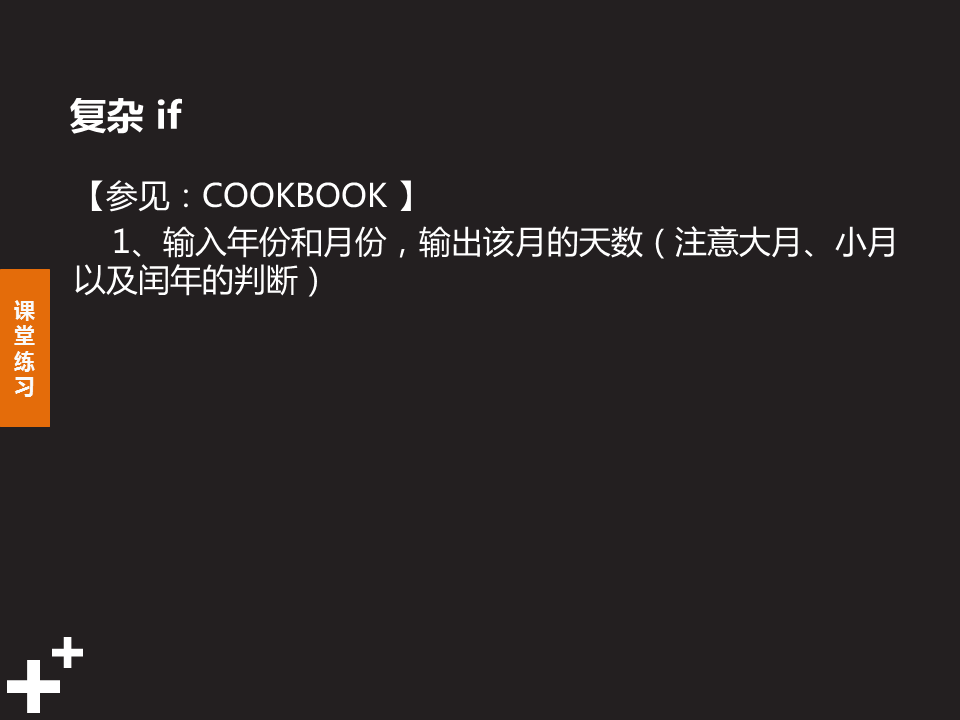 复杂 if
【参见：COOKBOOK 】
1、输入年份和月份，输出该月的天数（注意大月、小月
以及闰年的判断）
课
堂
练
习